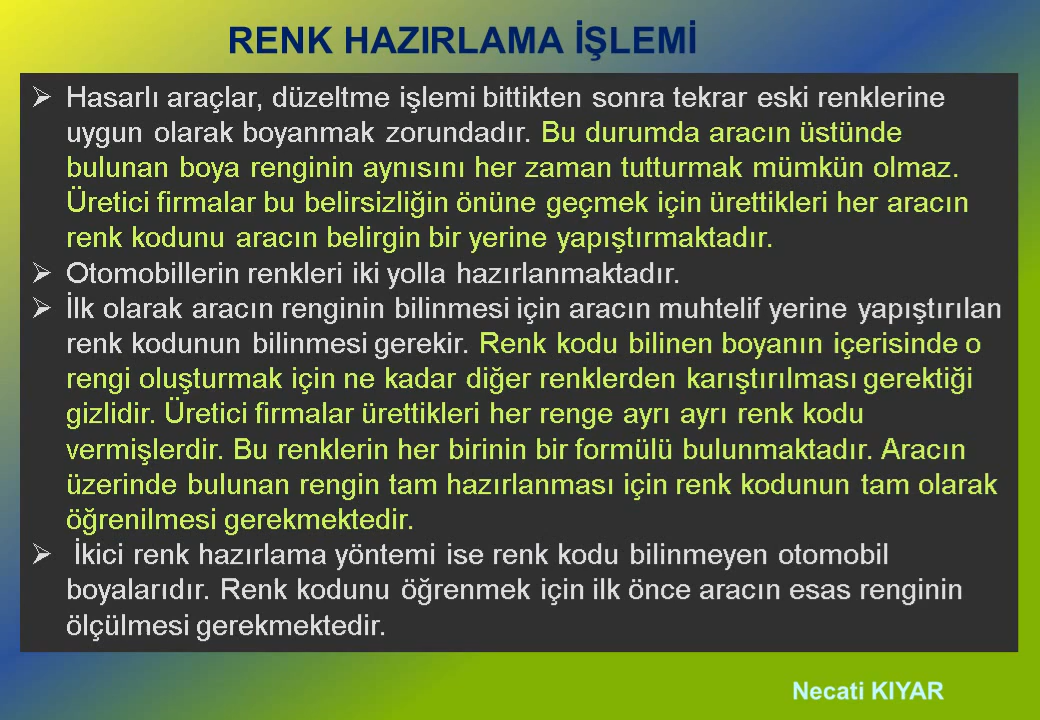 RENK HAZIRLAMA İŞLEMİ
➢ Hasarlı araçlar, düzeltme işlemi bittikten sonra tekrar eski renklerine
uygun olarak boyanmak zorundadır. Bu durumda aracın üstünde
bulunan boya renginin aynısını her zaman tutturmak mümkün olmaz.
Üretici firmalar bu belirsizliğin önüne geçmek için ürettikleri her aracın
renk kodunu aracın belirgin bir yerine yapıştırmaktadır.
➢ Otomobillerin renkleri iki yolla hazırlanmaktadır.
➢ İlk olarak aracın renginin bilinmesi için aracın muhtelif yerine yapıştırılan
renk kodunun bilinmesi gerekir. Renk kodu bilinen boyanın içerisinde o
rengi oluşturmak için ne kadar diğer renklerden karıştırılması gerektiği
gizlidir. Üretici firmalar ürettikleri her renge ayrı ayrı renk kodu
vermişlerdir. Bu renklerin her birinin bir formülü bulunmaktadır. Aracın
üzerinde bulunan rengin tam hazırlanması için renk kodunun tam olarak
öğrenilmesi gerekmektedir.
➢ İkici renk hazırlama yöntemi ise renk kodu bilinmeyen otomobil
boyalarıdır. Renk kodunu öğrenmek için ilk önce aracın esas renginin
ölçülmesi gerekmektedir.
Necati KIYAR